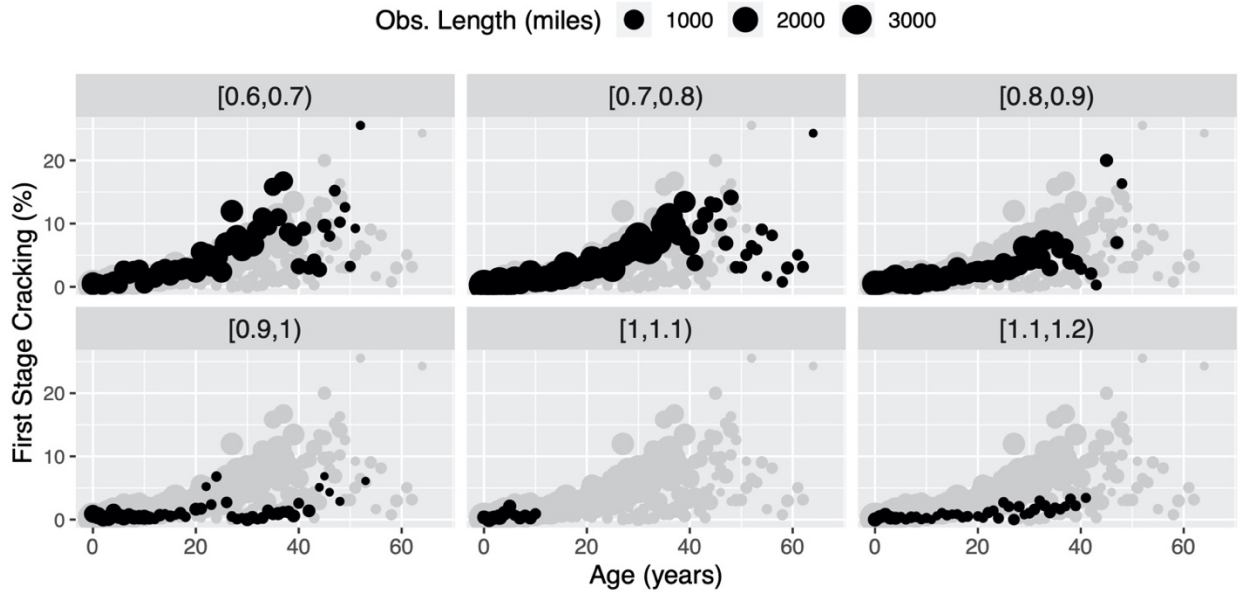 Obs. Length (miles) 1000 2000 3000
[0.6,0.7) [0.7,0.8) [0.8,0.9)
20
10
0
[0.9,1) [1,1.1) [1.1,1.2)
20
10
0
0 20 40 60 0 20 40 60 0 20 40 60
Age (years)
First Stage Cracking (%)